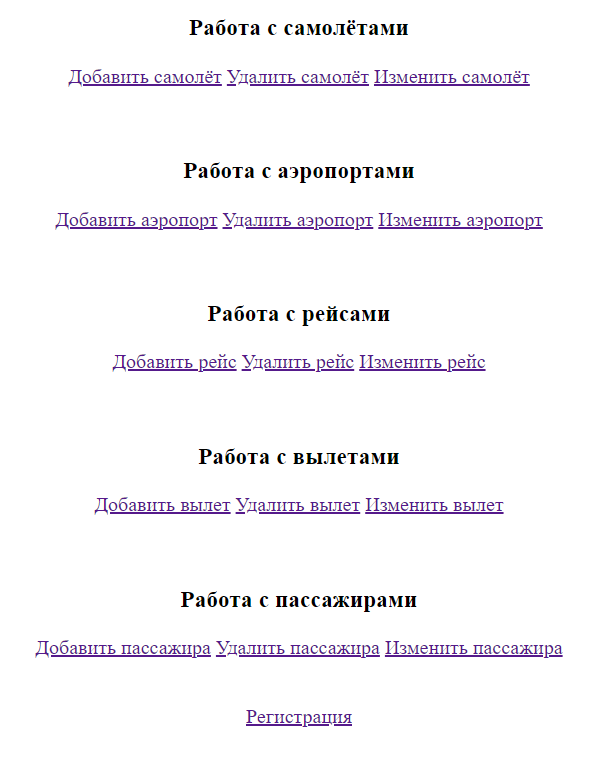 Работа с самолётами
Добавить самолёт Удалить самолёт Изменить самолёт
Работа с аэропортами
Добавить аэропорт Удалить аэропорт Изменить аэропорт
Работа с рейсами
Добавить рейс Удалить рейс Изменить рейс
Работа с вылетами
Добавить вылет Удалить вылет Изменить вылет
Работа с пассажирами
Добавить пассажира Удалить пассажира Изменить пассажира
Регистрация